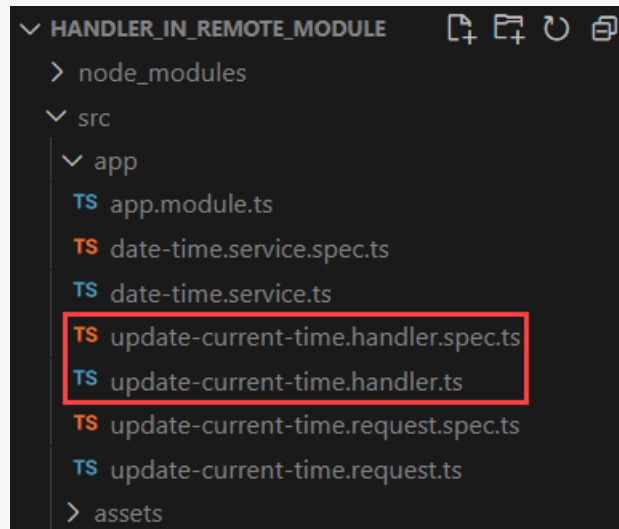 HANDLER_IN_REMOTE_MODULE
node_modules
src
app
TS app.module.ts
TS date-time.service.spec.ts
TS date-time.service.ts
TS update-current-time.handler.spec.ts
TS update-current-time.handler.ts
TS update-current-time.request.spec.ts
TS update-current-time.request.ts
assets